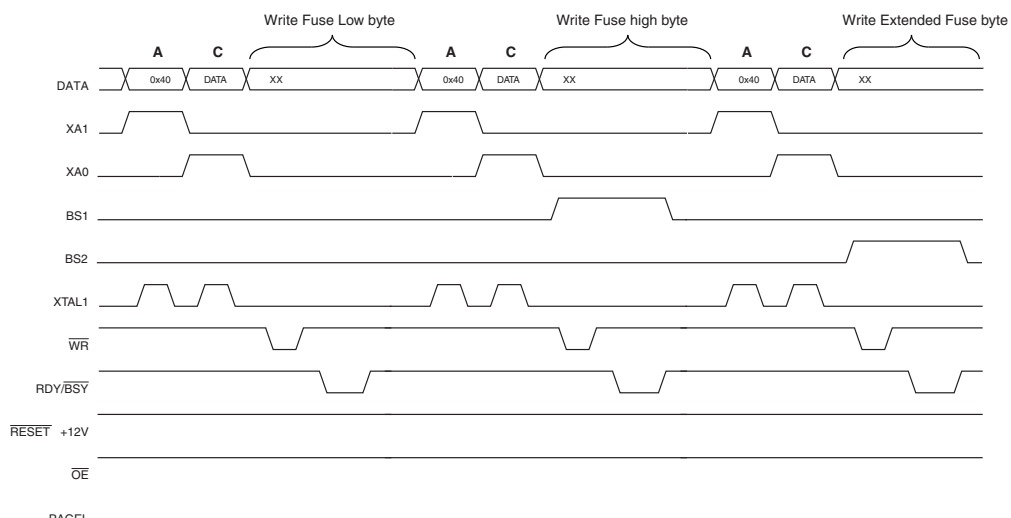 Write Fuse Low byte Write Fuse high byte Write Extended Fuse byte
A C A C A C
DATA 0x40 DATA XX 0x40 DATA XX 0x40 DATA XX
XA1
XA0
BS1
BS2
XTAL1
WR
RDY/BSY
RESET +12V
OE
PAGEL